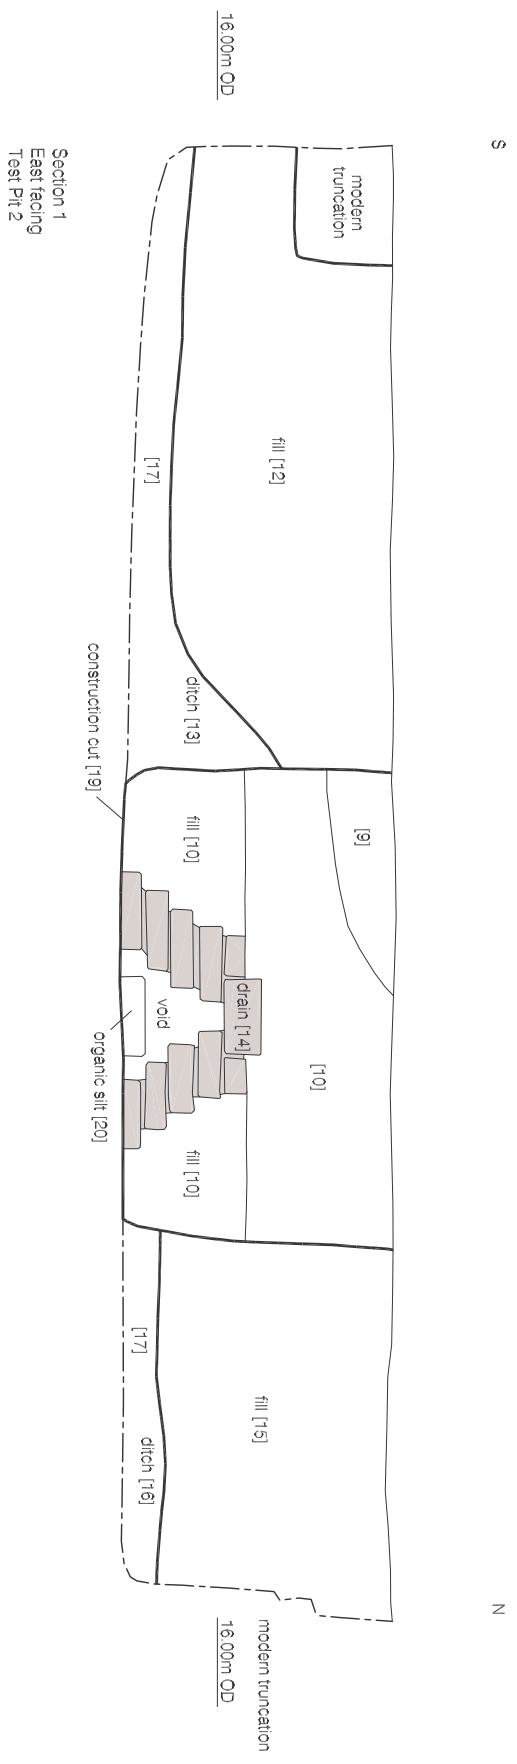 S
N
16.00m OD
modern
truncation
fill [12]
[17]
ditch [13]
construction cut [19]
fill [10]
[9]
drain [14]
void
organic silt [20]
[10]
fill [10]
[17]
ditch [16]
fill [15]
modern truncation
16.00m OD
Section 1
East facing
Test Pit 2